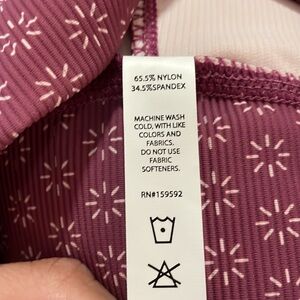 65.5% NYLON
34.5%SPANDEX
MACHINE WASH
COLD, WITH LIKE
COLORS AND
FABRICS.
DO NOT USE
FABRIC
SOFTENERS.
RN#159592